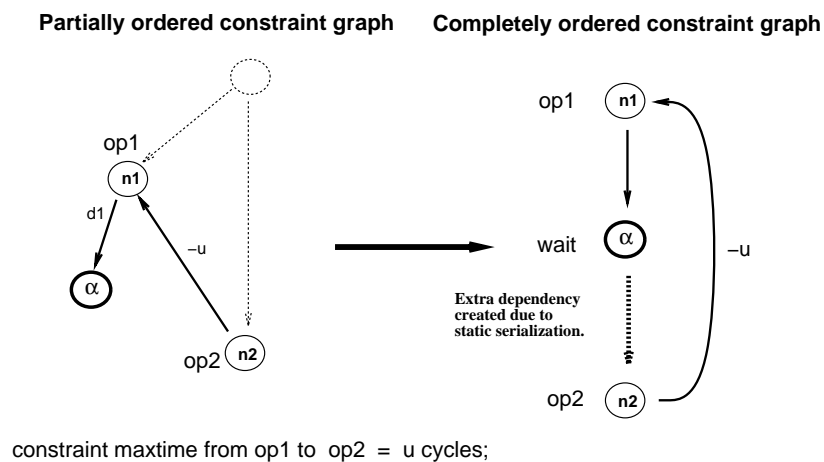 Partially ordered constraint graph
Completely ordered constraint graph
op1
n1
d1
α
–u
op2
n2
op1
n1
wait
α
–u
Extra dependency
created due to
static serialization.
op2
n2
constraint maxtime from op1 to op2 = u cycles;